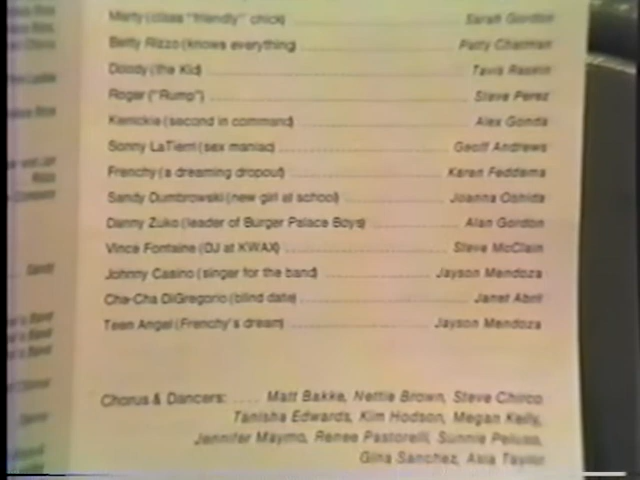 Marty (class "friendly" chick) Sarah Gordon
Betty Rizzo (knows everything) Patty Charman
Doody (the Kid) Tavis
Roger ("Rump") Steve Perez
Kenickie (second in command) Alex Gonda
Sonny LaTierri (sex maniac) Geoff Andrews
Frenchy (a dreaming dropout) Karen Feddema
Sandy Dumbrowski (new girl at school) Joanna Oshida
Danny Zuko (leader of Burger Palace Boys) Alan Gordon
Vince Fontaine (DJ at KWAX) Steve McClain
Johnny Casino (singer for the band) Jayson Mendoza
Cha-Cha DiGregorio (blind date) Janet Abril
Teen Angel (Frenchy's dream) Jayson Mendoza
Chorus & Dancers: .... Matt Bakke, Nettie Brown, Steve Chirco
Tanisha Edwards, Kim Hodson, Megan Kelly,
Jennifer Maymo, Renee Pastorelli, Sunnie Peluso,
Gina Sanchez, Asia Taylor